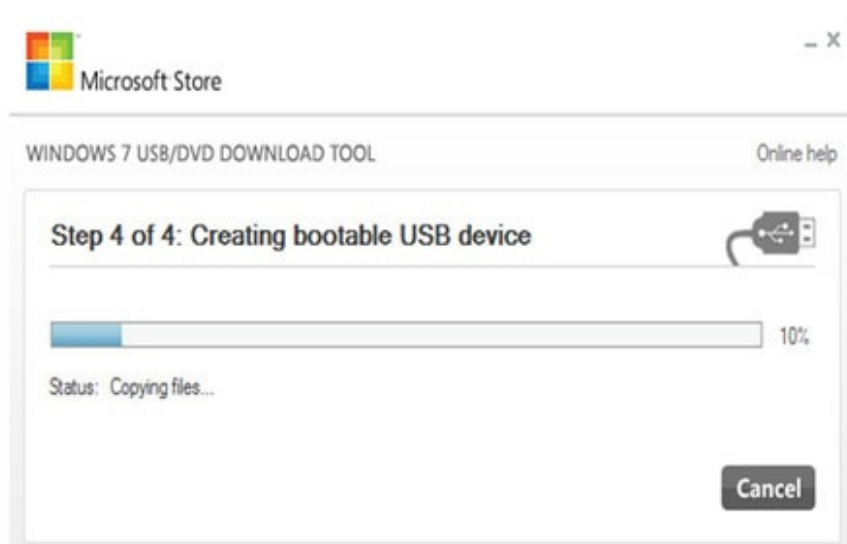 Microsoft Store
WINDOWS 7 USB/DVD DOWNLOAD TOOL
Online help
Step 4 of 4: Creating bootable USB device
10%
Status: Copying files...
Cancel